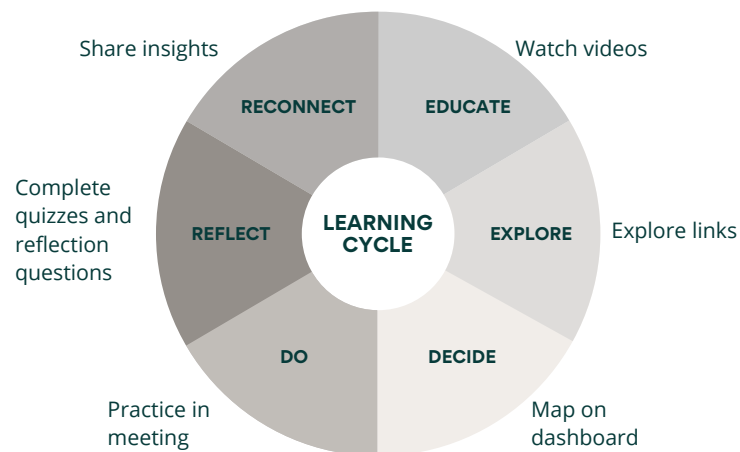 Share insights
Watch videos
RECONNECT
EDUCATE
Complete
quizzes and
reflection
questions
REFLECT
LEARNING
CYCLE
EXPLORE
Explore links
DO
DECIDE
Practice in
meeting
Map on
dashboard